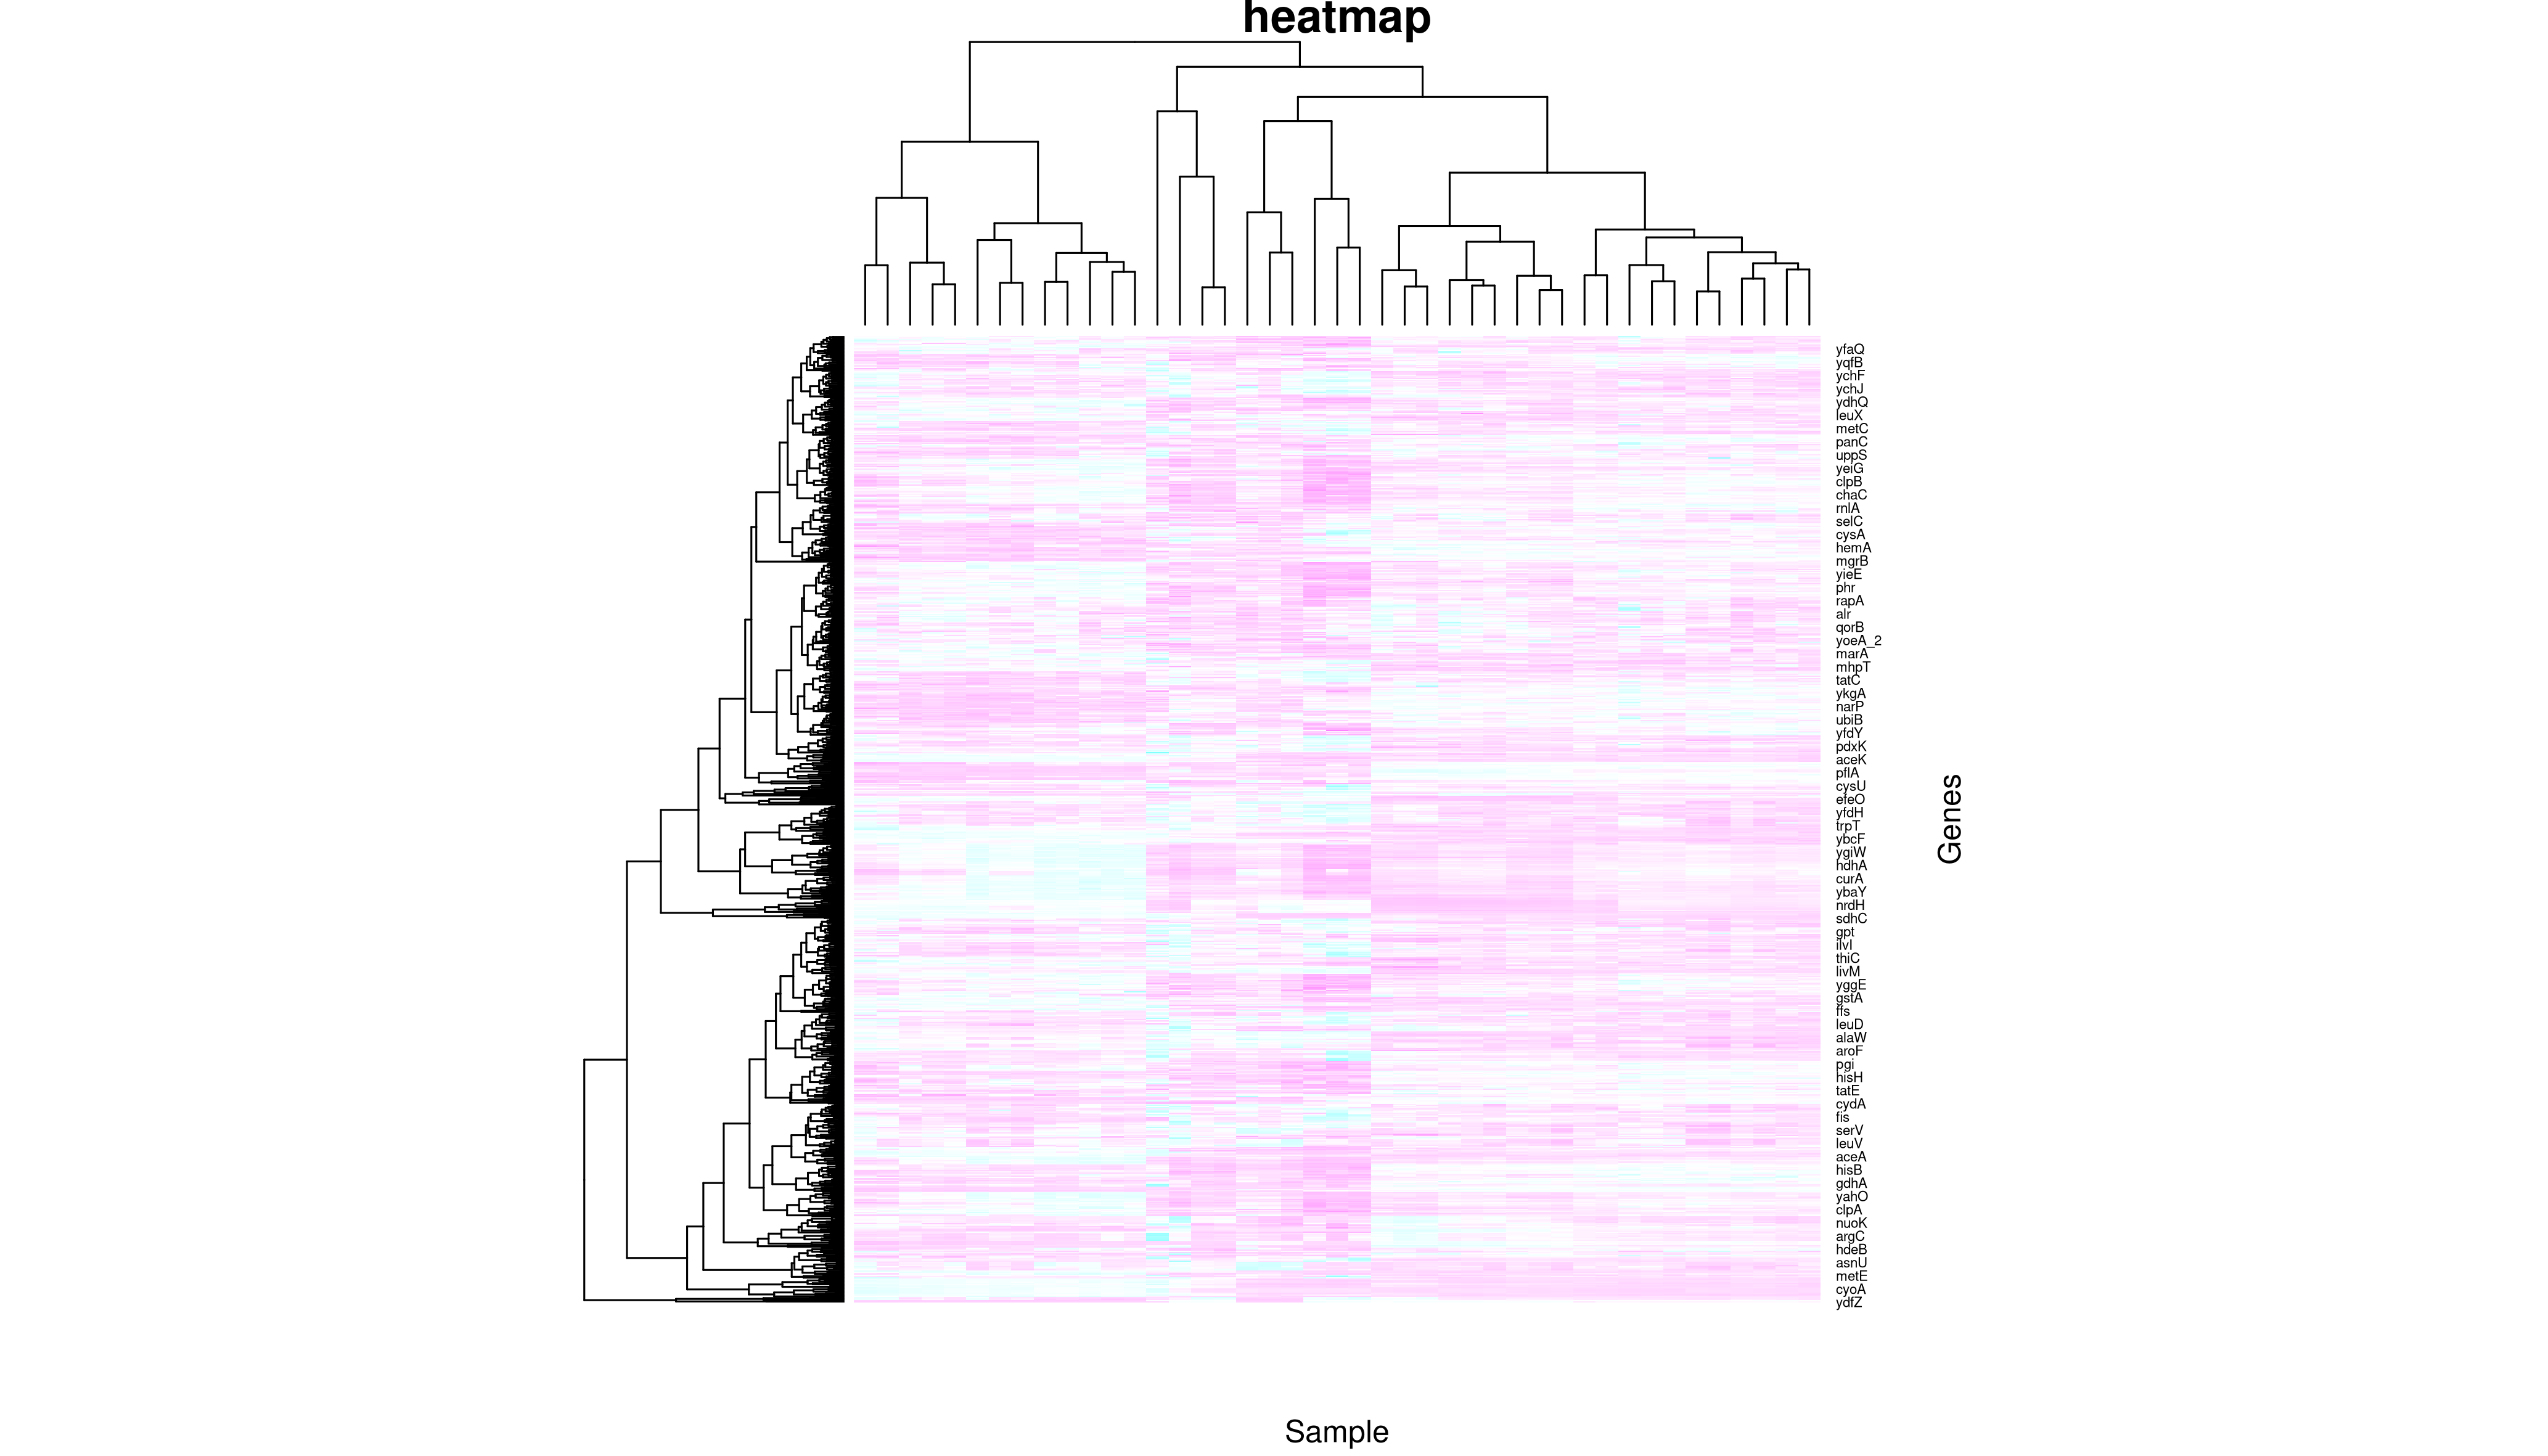 heatmap
yfaQ
yqfB
ychF
ychJ
ydhQ
leuX
metC
panC
uppS
yeiG
clpB
chaC
rnlA
selC
cysA
hemA
mgrB
yieE
phr
rapA
alr
qorB
yoeA_2
marA
mhpT
tatC
ykgA
narP
ubiB
yfdY
pdxK
aceK
pflA
cysU
efeO
yfdH
trpT
ybcF
ygiW
hdhA
curA
ybaY
nrdH
sdhC
gpt
ilvI
thiC
livM
yggE
gstA
ffs
leuD
alaW
aroF
pgi
hisH
tatE
cydA
fis
serV
leuV
aceA
hisB
gdhA
yahO
clpA
nuoK
argC
hdeB
asnU
metE
cyoA
ydfZ
Genes
Sample